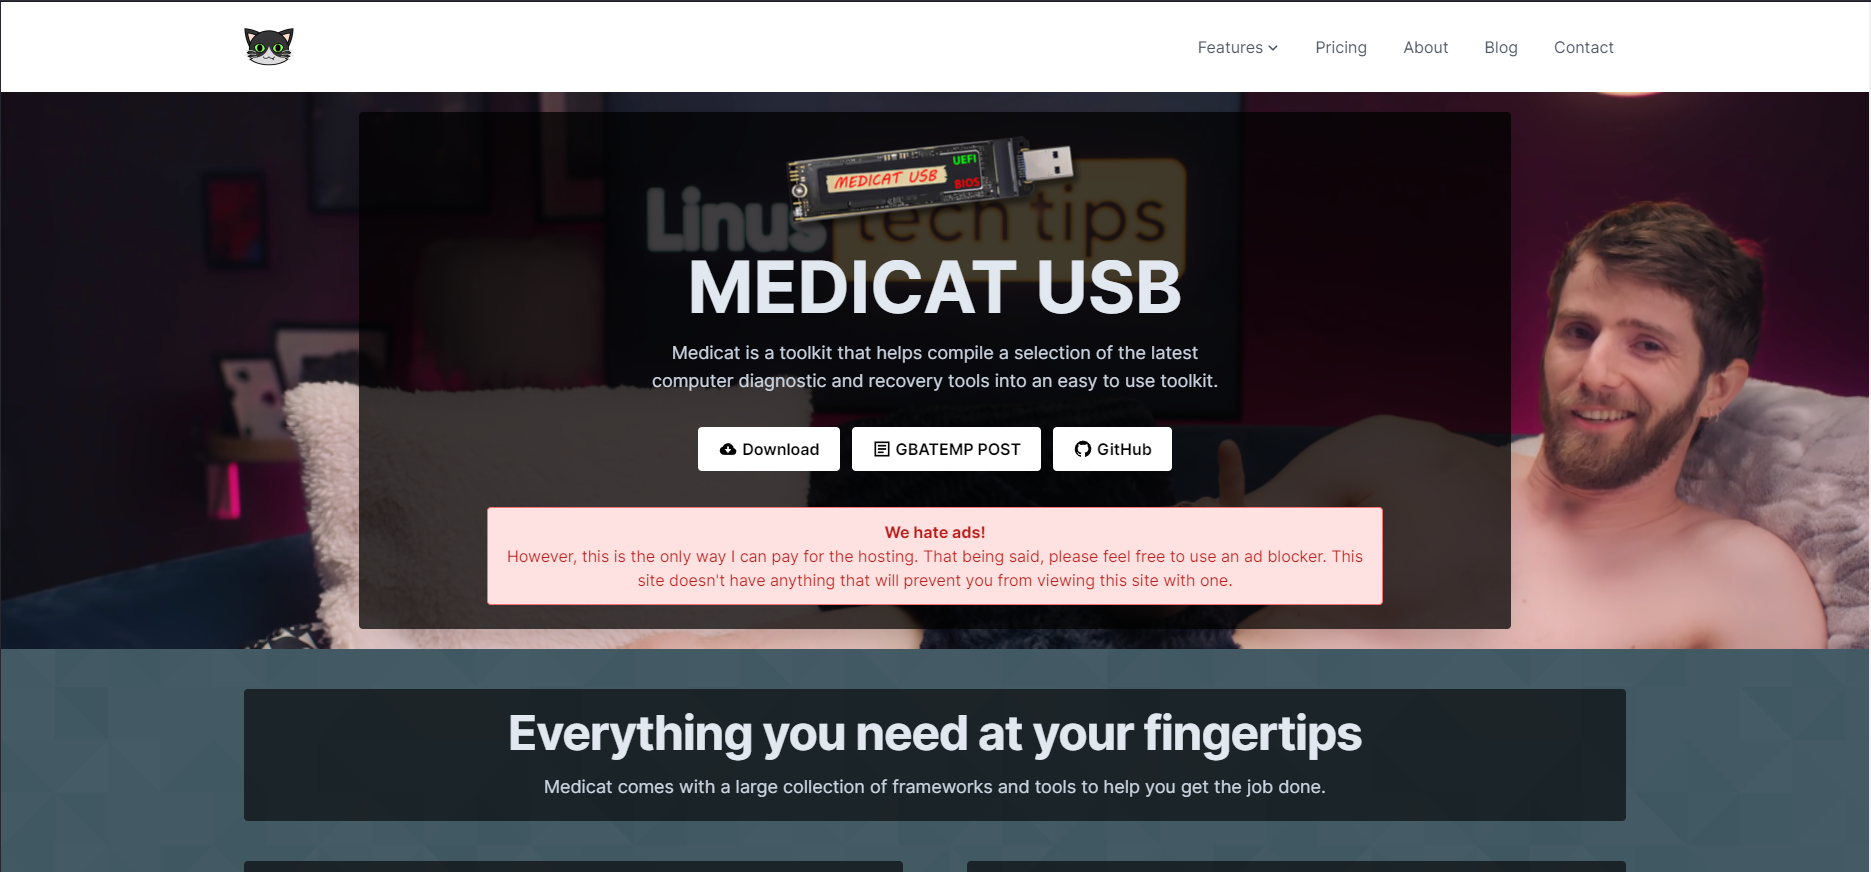 Features
Pricing
About
Blog
Contact
UEFI
MEDICAT USB
BIOS
Linus tech tips
MEDICAT USB
Medicat is a toolkit that helps compile a selection of the latest
computer diagnostic and recovery tools into an easy to use toolkit.
Download
GBATEMP POST
GitHub
We hate ads!
However, this is the only way I can pay for the hosting. That being said, please feel free to use an ad blocker. This
site doesn't have anything that will prevent you from viewing this site with one.
Everything you need at your fingertips
Medicat comes with a large collection of frameworks and tools to help you get the job done.